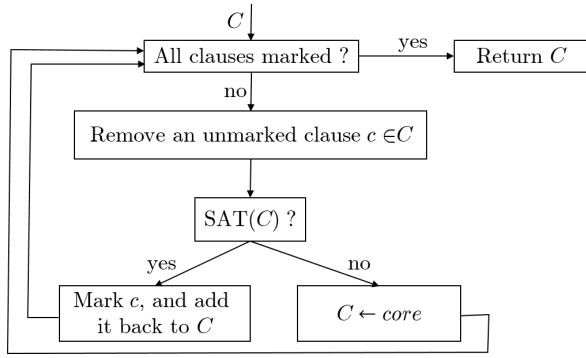 C
All clauses marked ?
yes
Return C
no
Remove an unmarked clause c ∈C
SAT(C) ?
yes
no
Mark c, and add
it back to C
C ← core